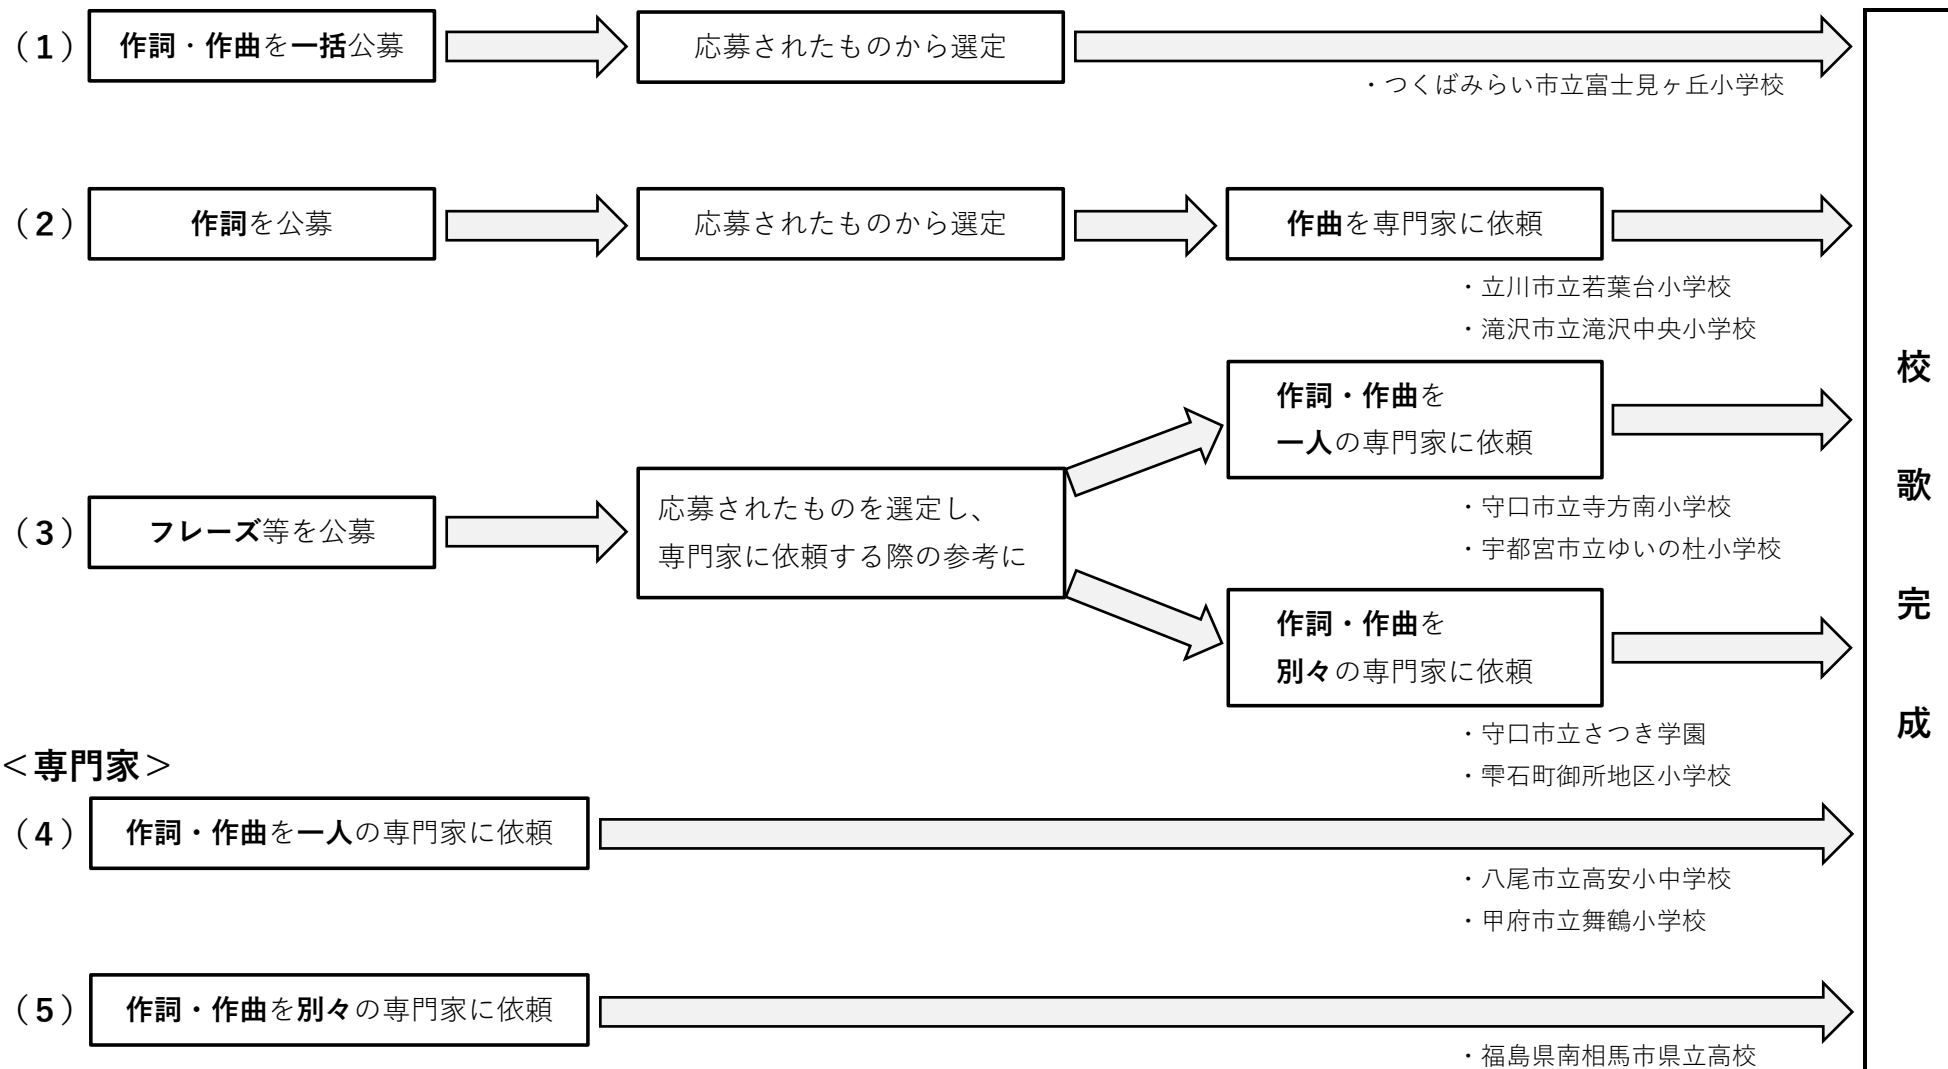 （1） 作詞・作曲を一括公募 応募されたものから選定
・つくばみらい市立富士見ヶ丘小学校
（2） 作詞を公募 応募されたものから選定 作曲を専門家に依頼
・立川市立若葉台小学校
・滝沢市立滝沢中央小学校
（3） フレーズ等を公募
応募されたものを選定し、
専門家に依頼する際の参考に
作詞・作曲を
一人の専門家に依頼
・守口市立寺方南小学校
・宇都宮市立ゆいの杜小学校
作詞・作曲を
別々の専門家に依頼
・守口市立さつき学園
・雫石町御所地区小学校
＜専門家＞
（4） 作詞・作曲を一人の専門家に依頼
・八尾市立高安小中学校
・甲府市立舞鶴小学校
（5） 作詞・作曲を別々の専門家に依頼
・福島県南相馬市県立高校
校歌完成